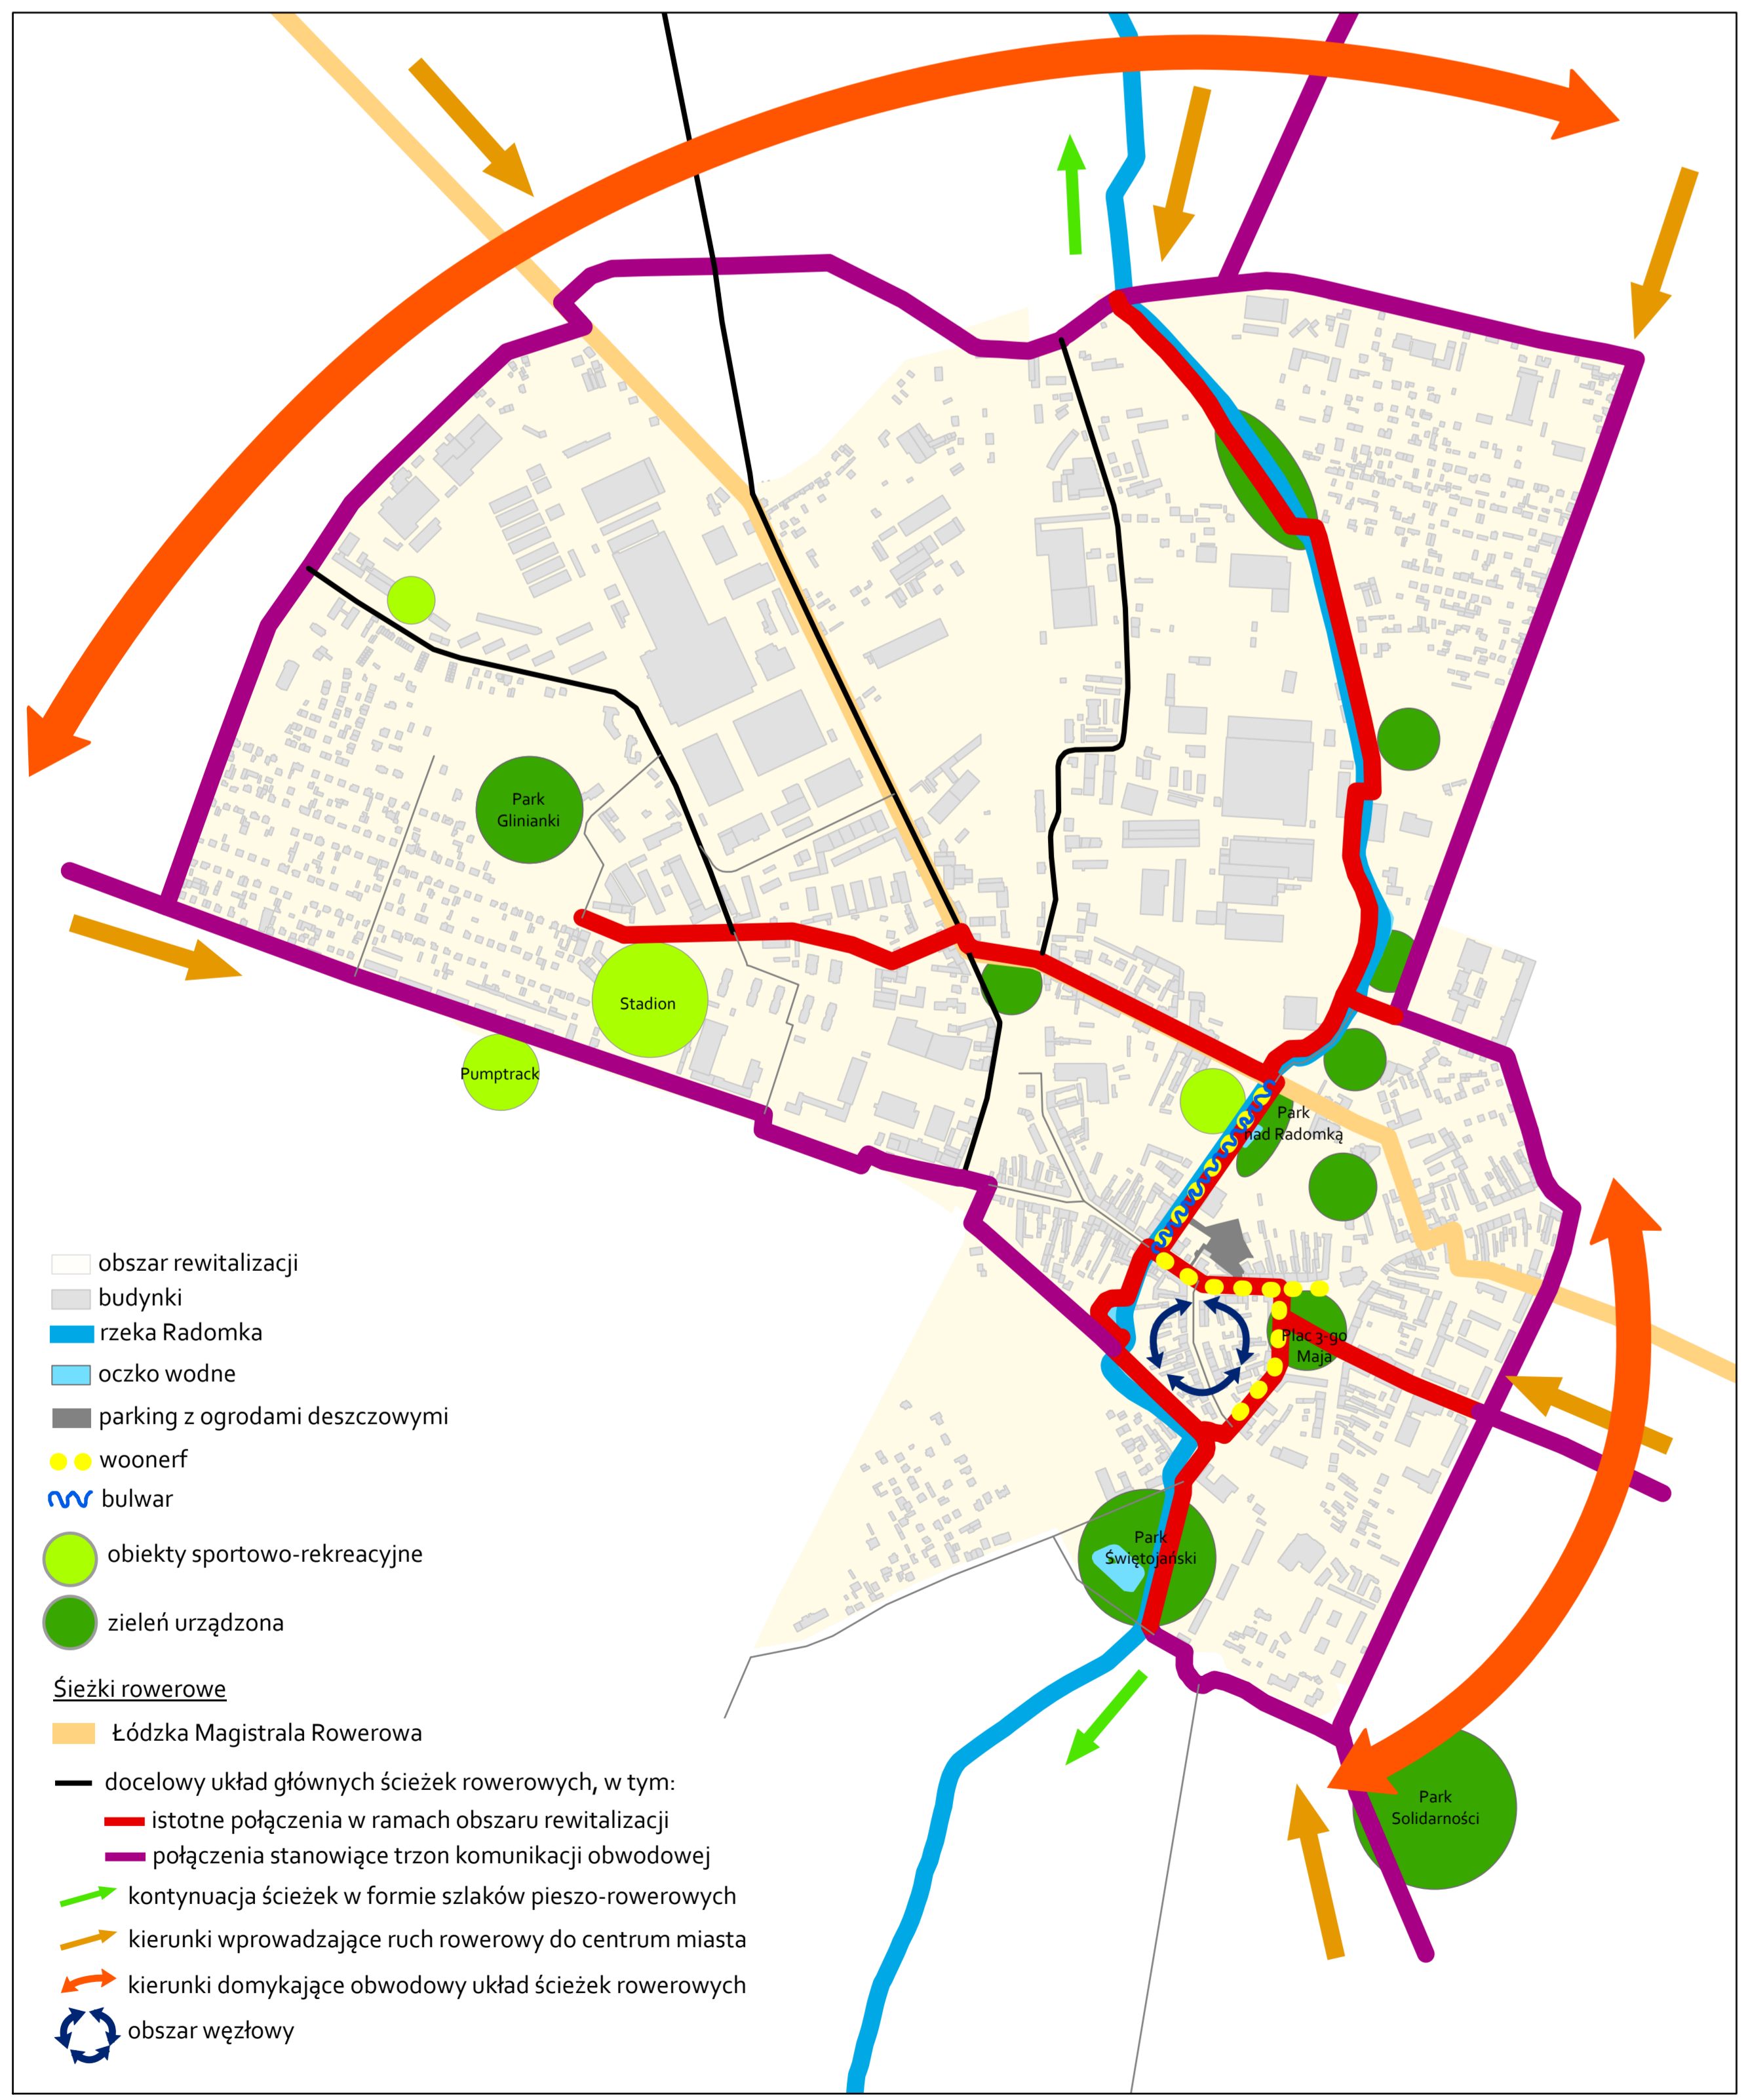 Park
Glinianki
Stadion
Pumptrack
Park
nad Radomką
Plac 3-go
Maja
Park
Świętojański
Park
Solidarności
obszar rewitalizacji
budynki
rzeka Radomka
oczko wodne
parking z ogrodami deszczowymi
woonerf
bulwar
obiekty sportowo-rekreacyjne
zieleń urządzona
Śieżki rowerowe
Łódzka Magistrala Rowerowa
docelowy układ głównych ścieżek rowerowych, w tym:
istotne połączenia w ramach obszaru rewitalizacji
połączenia stanowiące trzon komunikacji obwodowej
kontynuacja ścieżek w formie szlaków pieszo-rowerowych
kierunki wprowadzające ruch rowerowy do centrum miasta
kierunki domykające obwodowy układ ścieżek rowerowych
obszar węzłowy